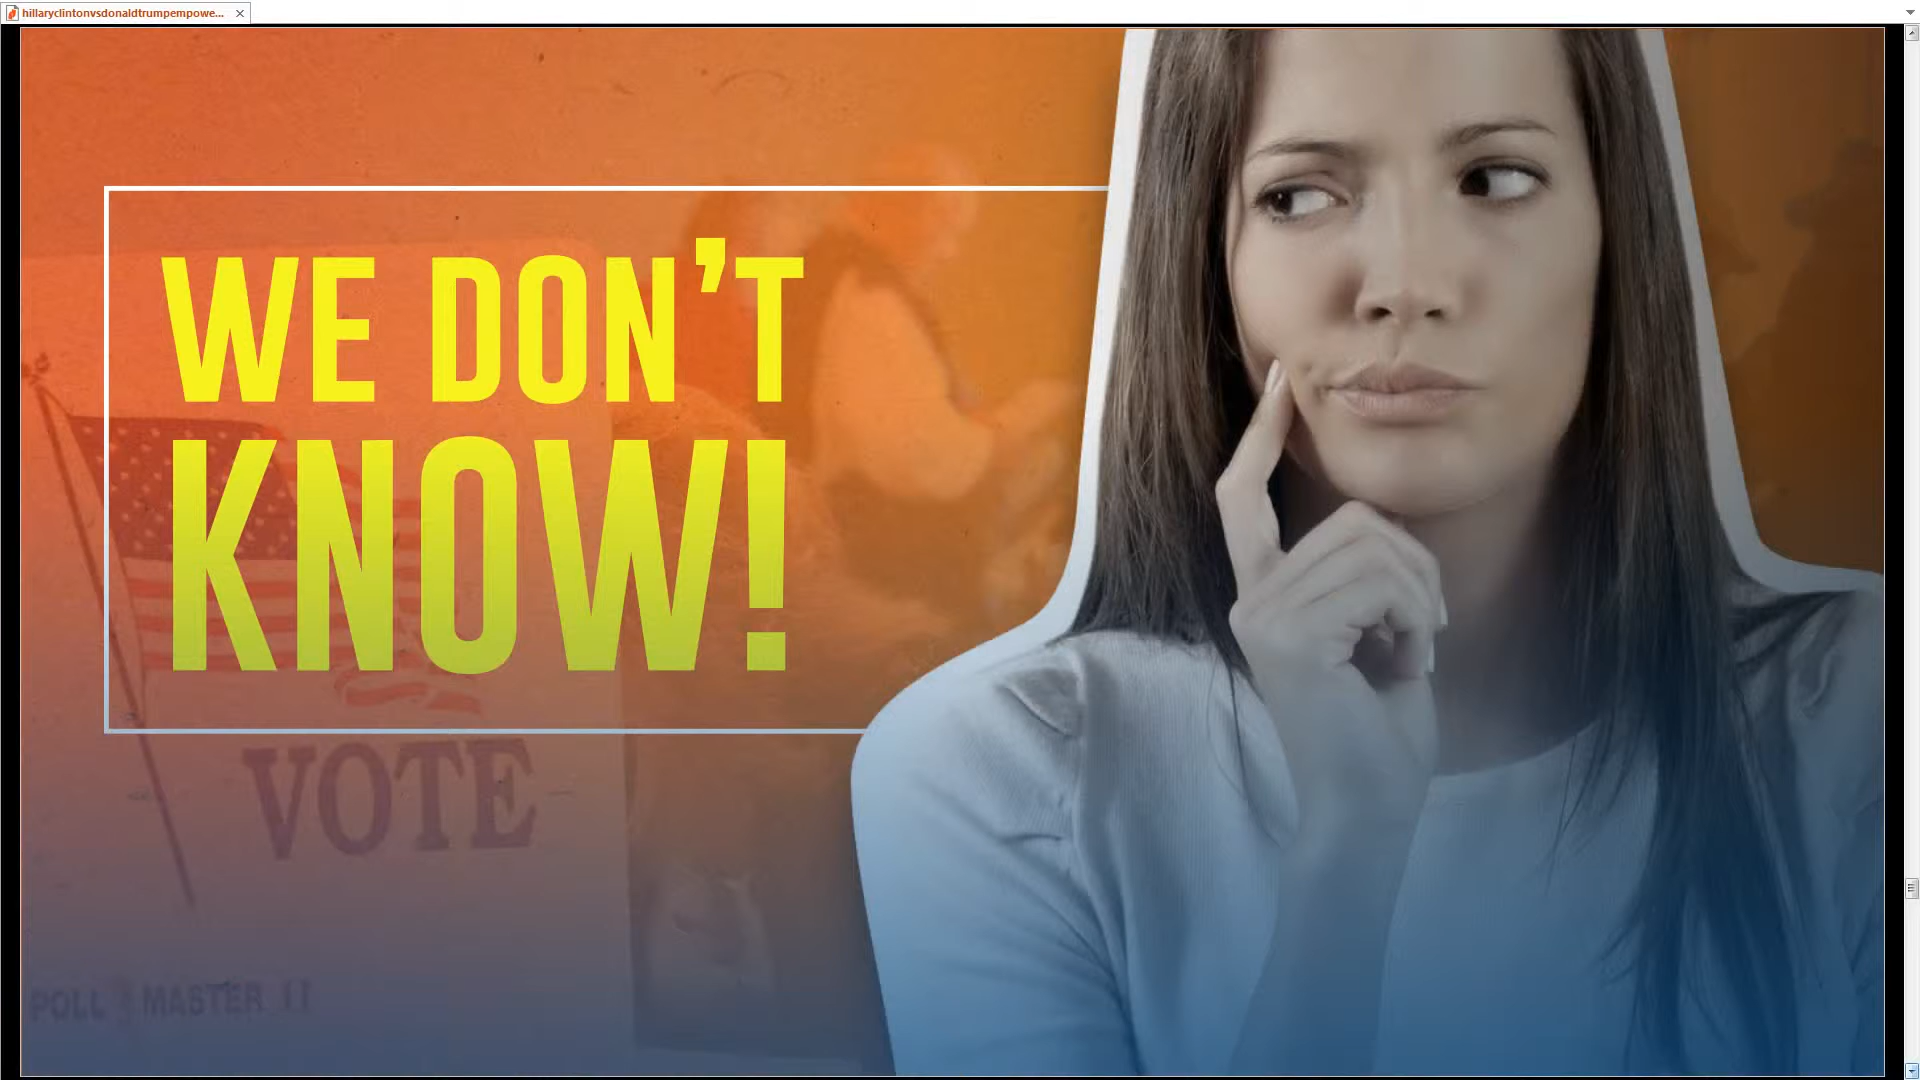 hillaryclintonvsdonaldtrumpempowe...
WE DON'T
KNOW!
VOTE
POLL MASTER II